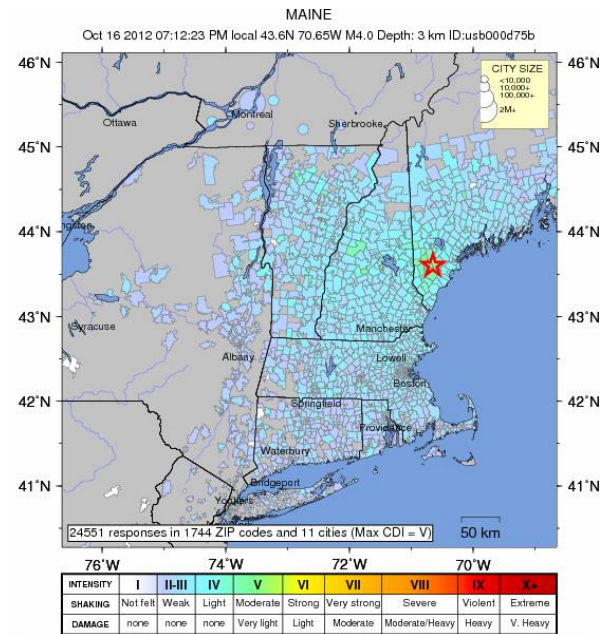 MAINE
Oct 16 2012 07:12:23 PM local 43.6N 70.65W M4.0 Depth: 3 km ID:usb000d75b
46°N 46°N
CITY SIZE
<10,000
10,000+
100,000+
2M+
Ottawa
Montreal
Sherbrooke
45°N 45°N
44°N 44°N
43°N 43°N
Syracuse
Manchester
Albany
Lowell
Boston
42°N 42°N
Springfield
Providence
Waterbury
Bridgeport
41°N 41°N
Yonkers
24551 responses in 1744 ZIP codes and 11 cities (Max CDI = V)
50 km
76°W 74°W 72°W 70°W
INTENSITY I II-III IV V VI VII VIII IX X+
SHAKING Not felt Weak Light Moderate Strong Very strong Severe Violent Extreme
DAMAGE none none none Very light Light Moderate Moderate/Heavy Heavy V. Heavy